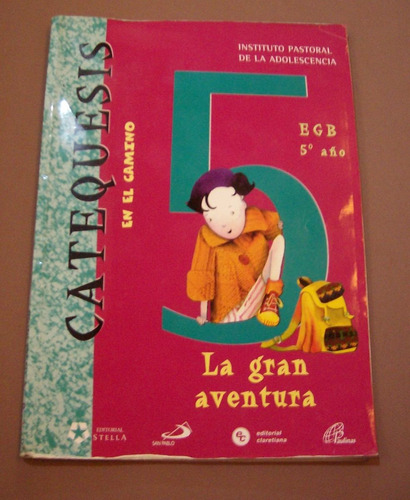 CATEQUESIS
EN EL CAMINO
INSTITUTO PASTORAL
DE LA ADOLESCENCIA
5
EGB
5º año
La gran
aventura
EDITORIAL
STELLA
SAN PABLO
ec
editorial
claretiana
Paulinas